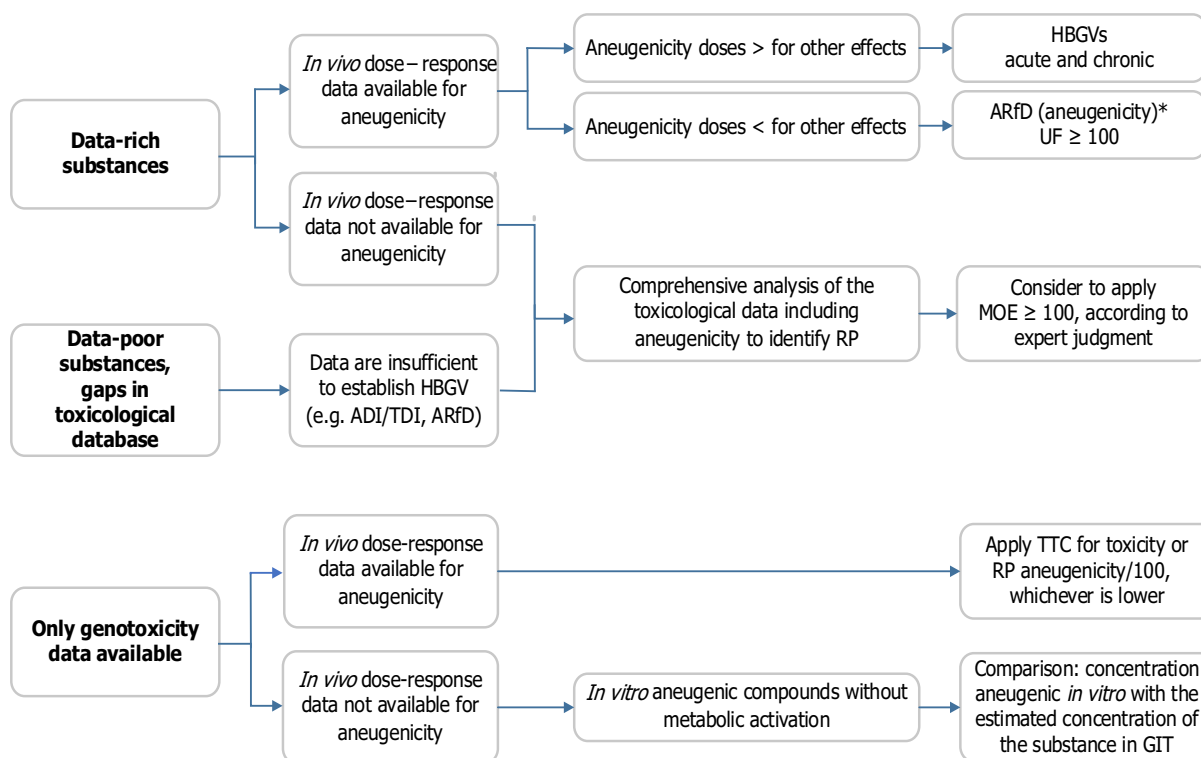 In vivo dose–response
data available for
aneugenicity
Aneugenicity doses > for other effects
HBGVs
acute and chronic
Aneugenicity doses < for other effects
ARfD (aneugenicity)*
UF ≥ 100
Data-rich
substances
In vivo dose–response
data not available for
aneugenicity
Comprehensive analysis of the
toxicological data including
aneugenicity to identify RP
Consider to apply
MOE ≥ 100, according to
expert judgment
Data-poor
substances,
gaps in
toxicological
database
Data are insufficient
to establish HBGV
(e.g. ADI/TDI, ARfD)
In vivo dose-response
data available for
aneugenicity
Apply TTC for toxicity or
RP aneugenicity/100,
whichever is lower
Only genotoxicity
data available
In vivo dose-response
data not available for
aneugenicity
In vitro aneugenic compounds without
metabolic activation
Comparison: concentration
aneugenic in vitro with the
estimated concentration of
the substance in GIT